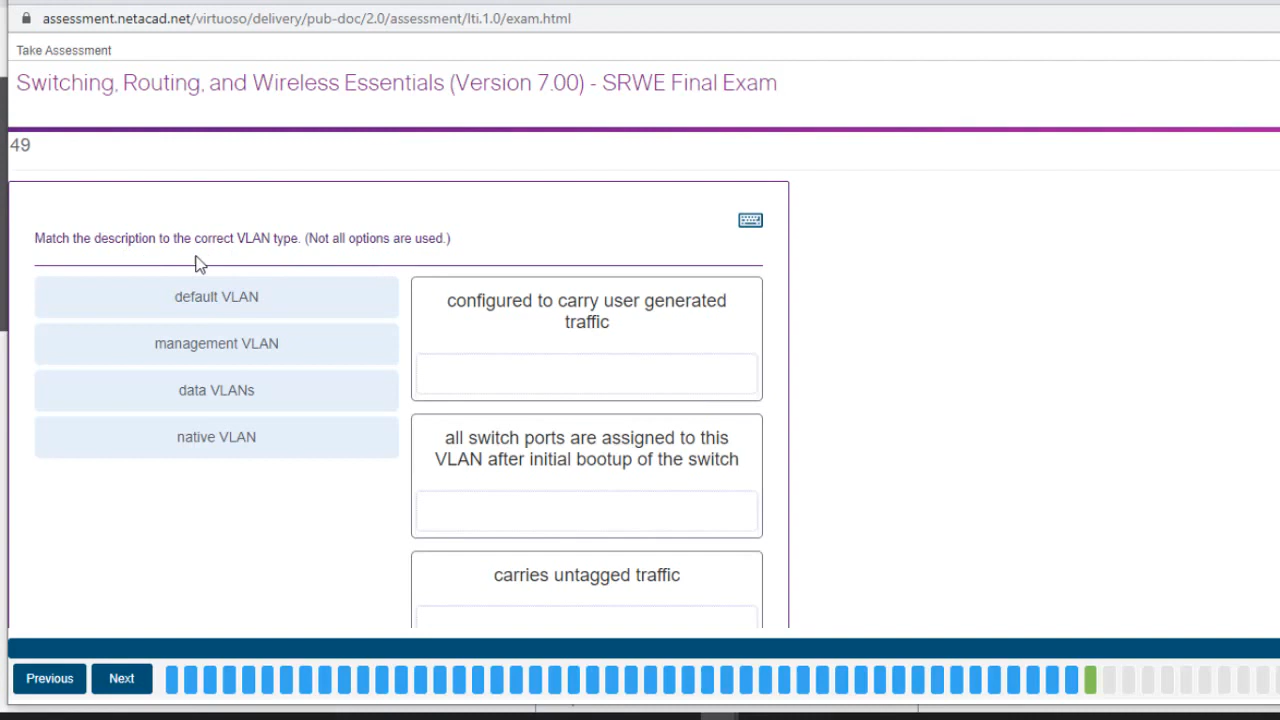 assessment.netacad.net/virtuoso/delivery/pub-doc/2.0/assessment/lti.1.0/exam.html
Take Assessment
Switching, Routing, and Wireless Essentials (Version 7.00) - SRWE Final Exam
49
Match the description to the correct VLAN type. (Not all options are used.)
default VLAN
management VLAN
data VLANs
native VLAN
configured to carry user generated
traffic
all switch ports are assigned to this
VLAN after initial bootup of the switch
carries untagged traffic
Previous
Next